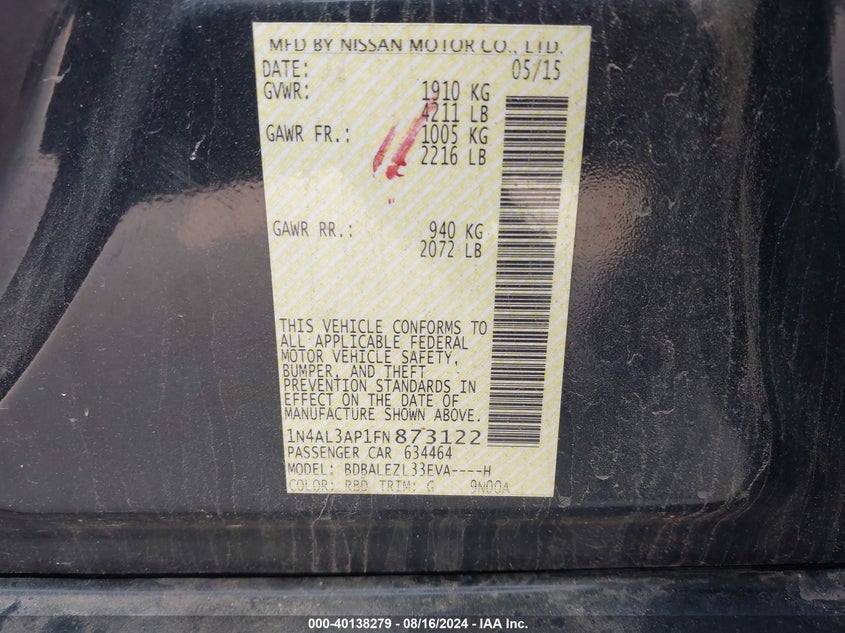 MFD BY NISSAN MOTOR CO., LTD.
DATE: 05/15
GVWR: 1910 KG
4211 LB
GAWR FR.: 1005 KG
2216 LB
GAWR RR.: 940 KG
2072 LB
THIS VEHICLE CONFORMS TO
ALL APPLICABLE FEDERAL
MOTOR VEHICLE SAFETY,
BUMPER, AND THEFT
PREVENTION STANDARDS IN
EFFECT ON THE DATE OF
MANUFACTURE SHOWN ABOVE.
1N4AL3AP1FN873122
PASSENGER CAR 634464
MODEL: BDBALEZL33EVA----H
COLOR: RBD TRIM: G 9N00A
000-40138279 - 08/16/2024 - IAA Inc.